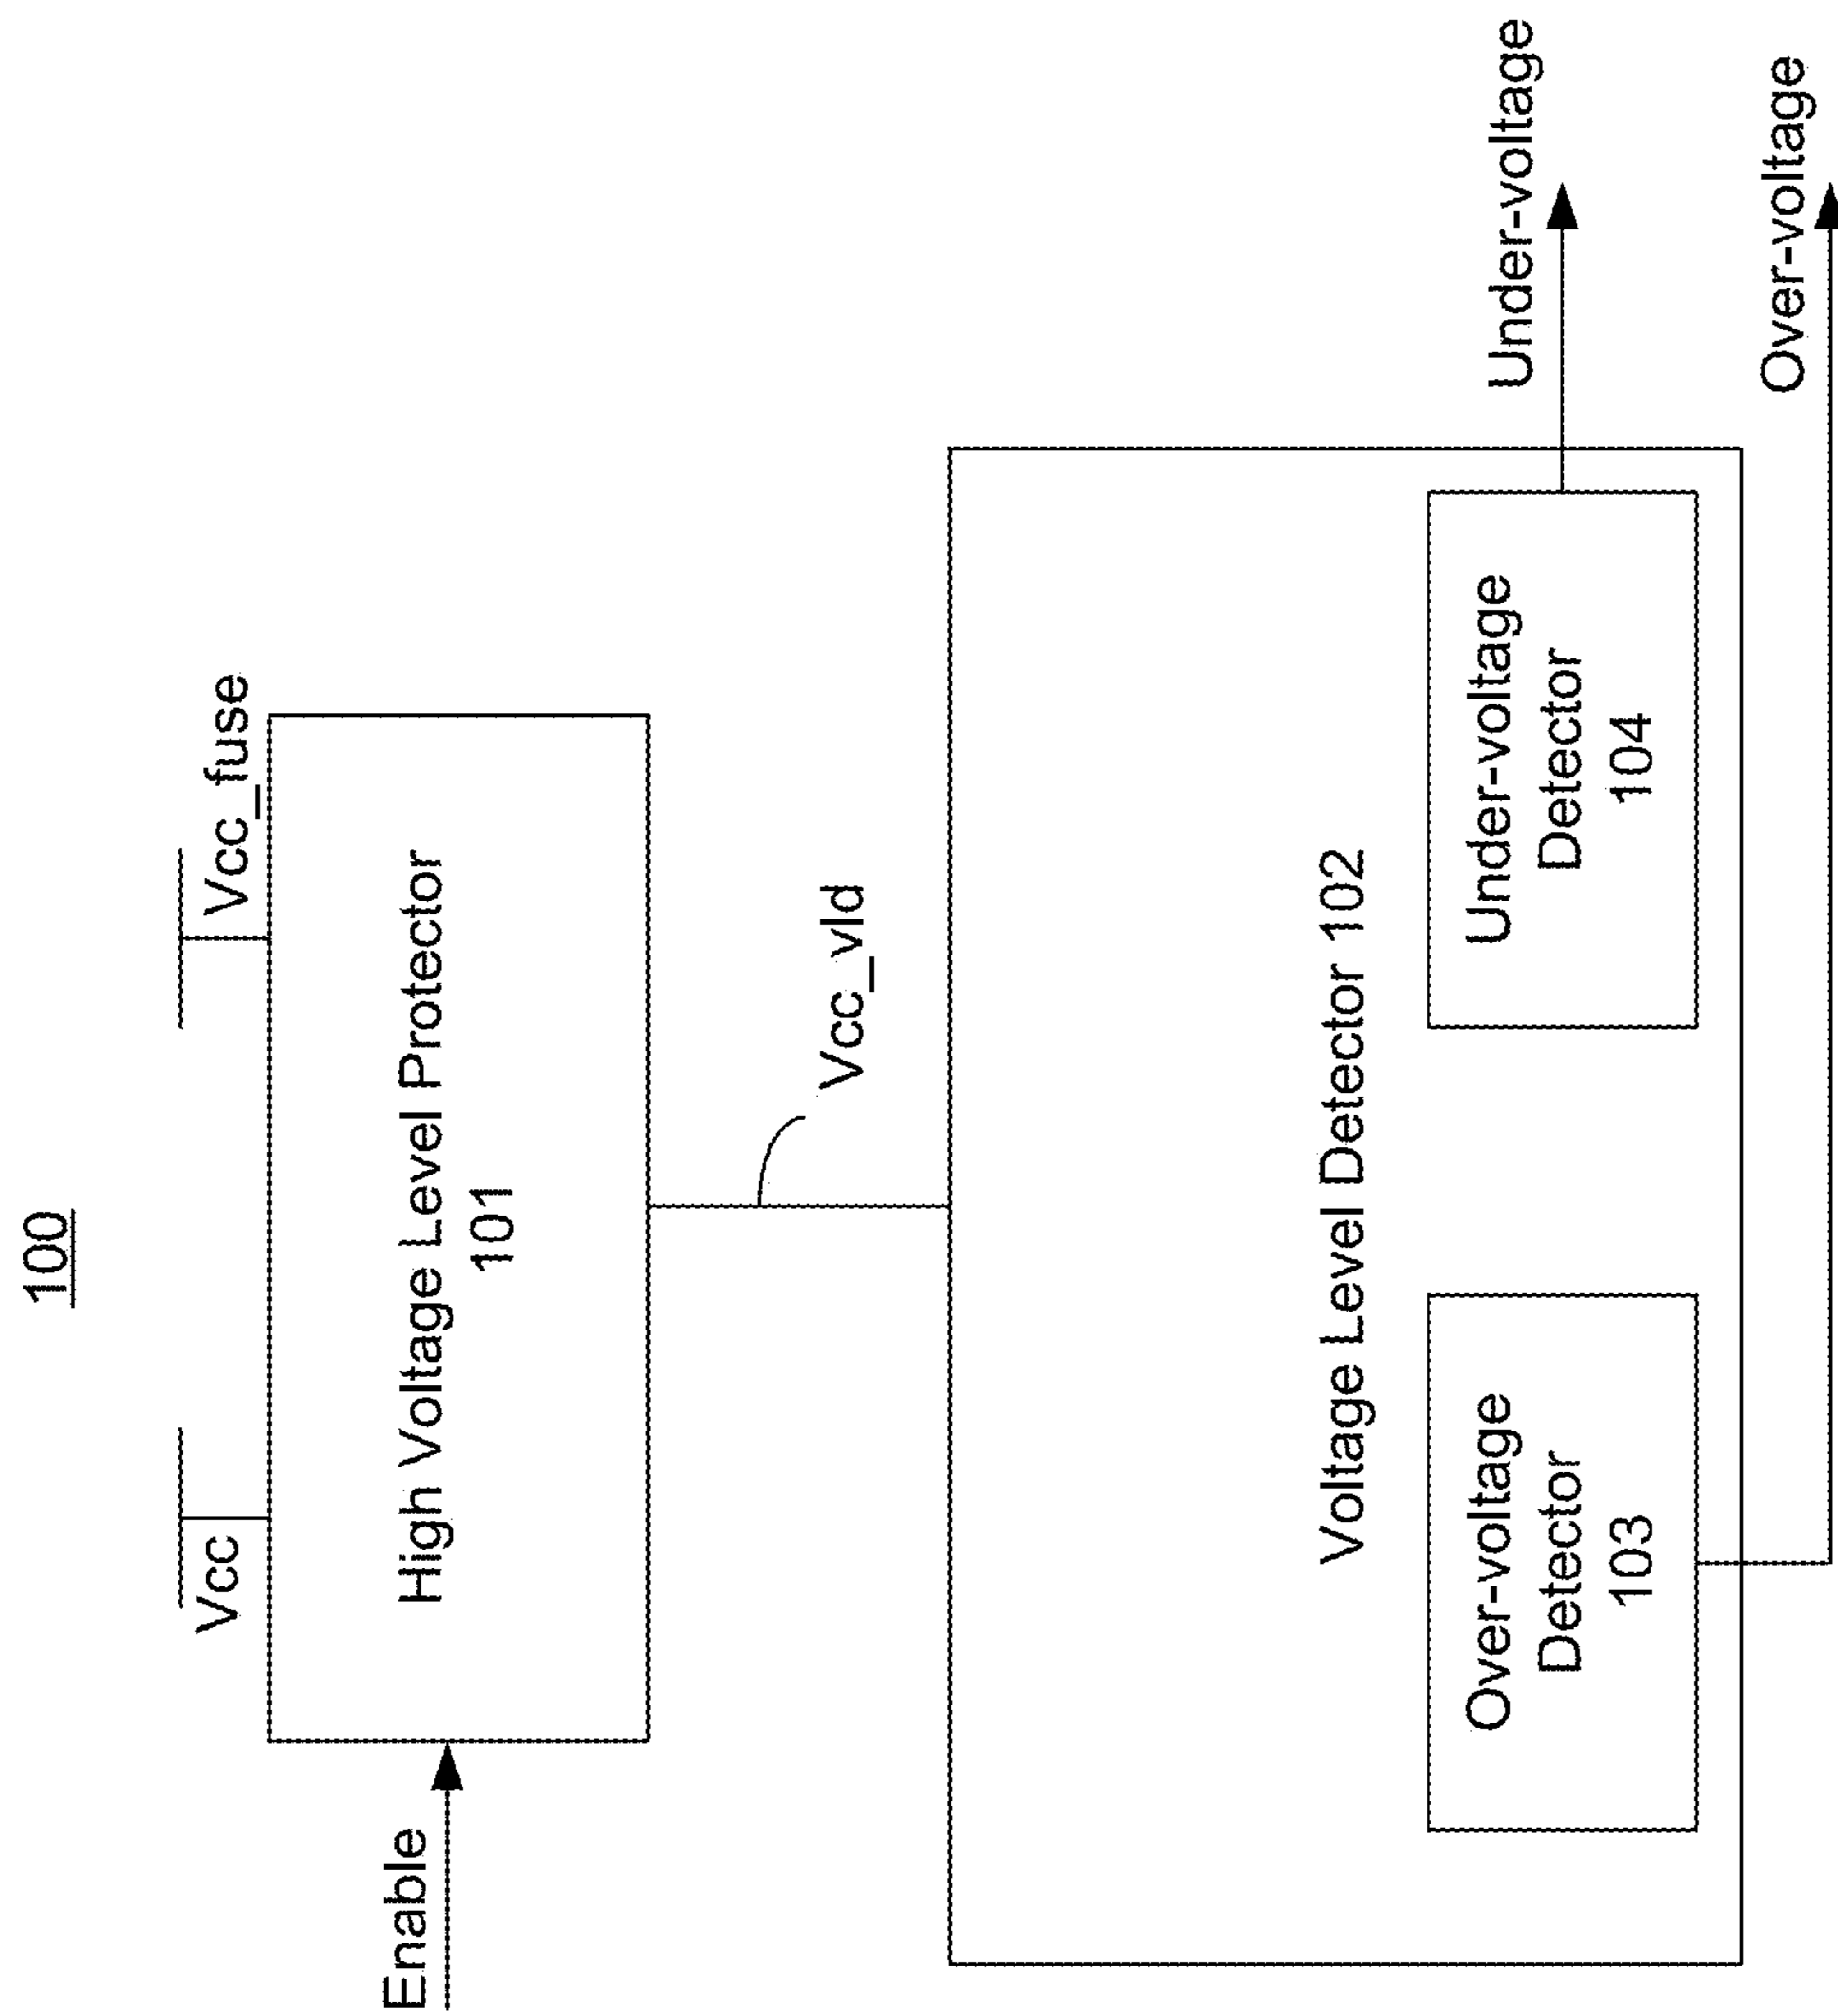 100
Vcc
Vcc_fuse
Enable
High Voltage Level Protector
101
Vcc_vld
Voltage Level Detector 102
Over-voltage
Detector
103
Under-voltage
Detector
104
Under-voltage
Over-voltage